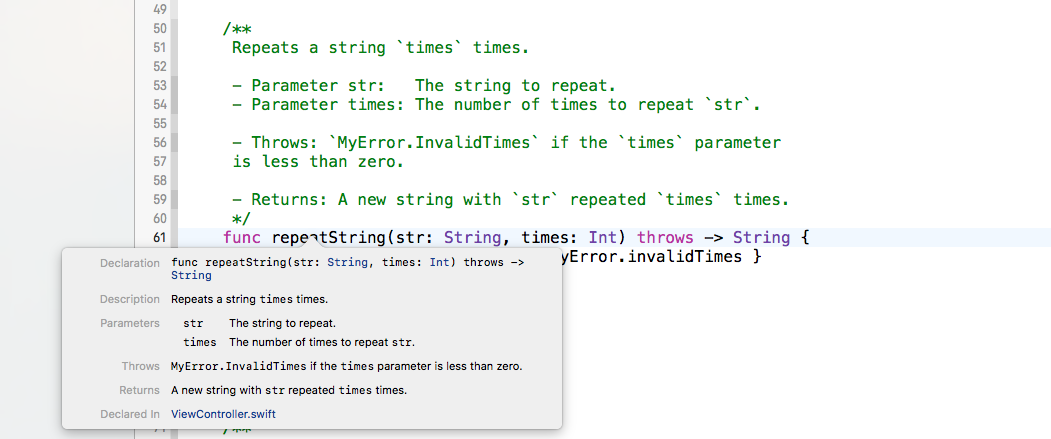 49
50 /**
51 Repeats a string `times` times.
52
53 - Parameter str:   The string to repeat.
54 - Parameter times: The number of times to repeat `str`.
55
56 - Throws: `MyError.InvalidTimes` if the `times` parameter
57 is less than zero.
58
59 - Returns: A new string with `str` repeated `times` times.
60 */
61 func repeatString(str: String, times: Int) throws -> String {
yError.invalidTimes }
Declaration func repeatString(str: String, times: Int) throws ->
String
Description Repeats a string times times.
Parameters str The string to repeat.
times The number of times to repeat str.
Throws MyError.InvalidTimes if the times parameter is less than zero.
Returns A new string with str repeated times times.
Declared In ViewController.swift
/**